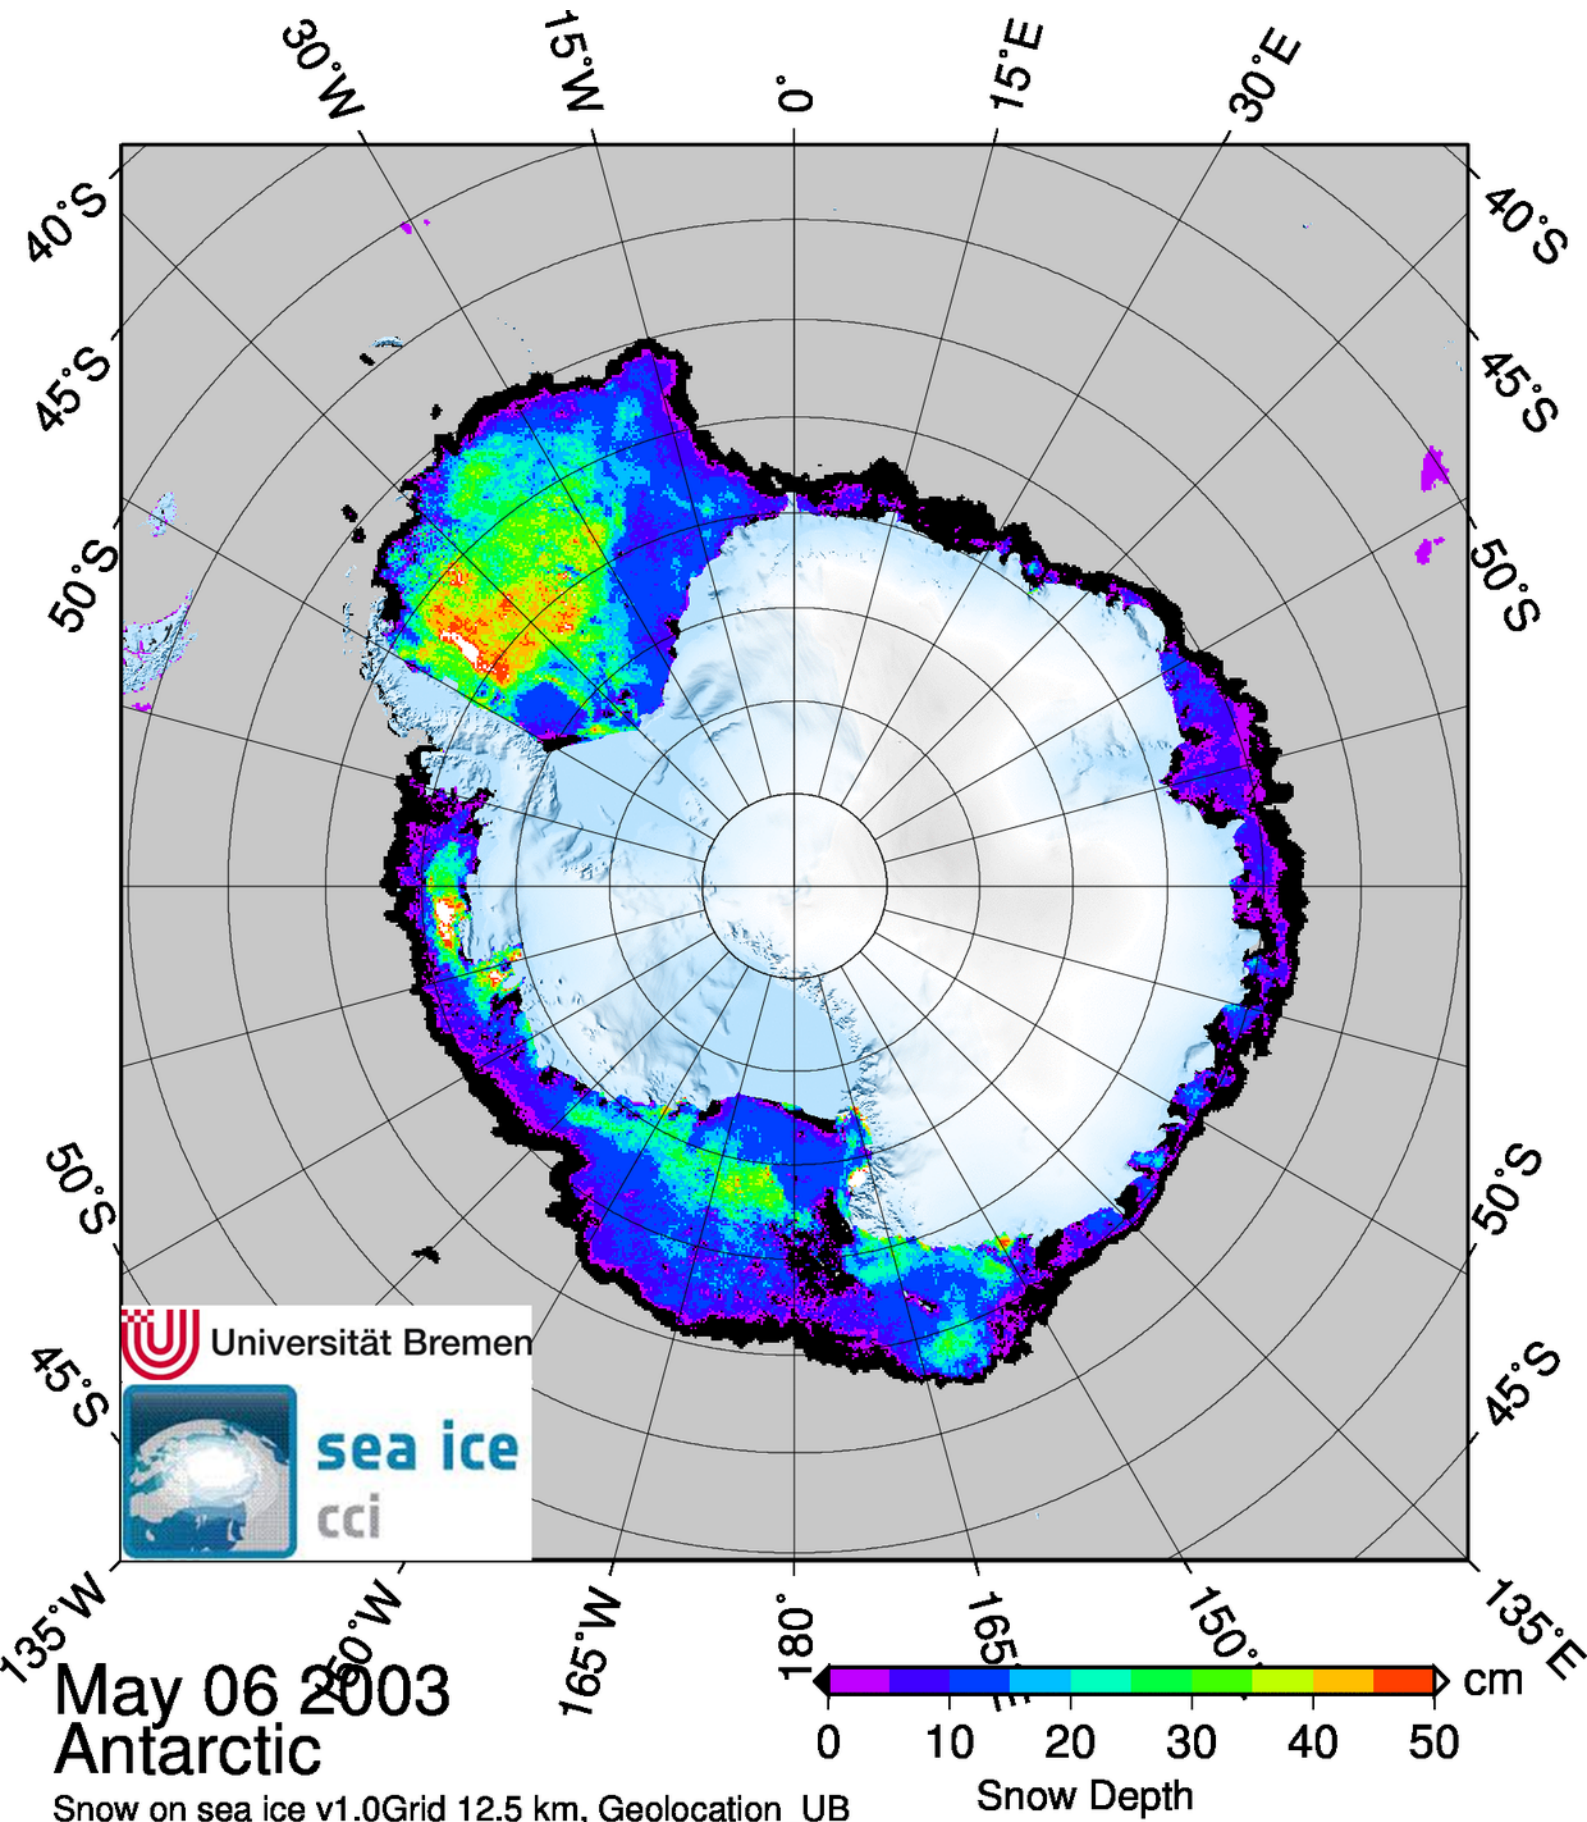 30°W 15°W 0° 15°E 30°E
40°S 40°S
45°S 45°S
50°S 50°S
50°S 50°S
45°S 45°S
Universität Bremen
sea ice
cci
135°W 150°W 165°W 180° 165°E 150° 135°E
May 06 2003
Antarctic
Snow on sea ice v1.0Grid 12.5 km, Geolocation UB
cm
0 10 20 30 40 50
Snow Depth